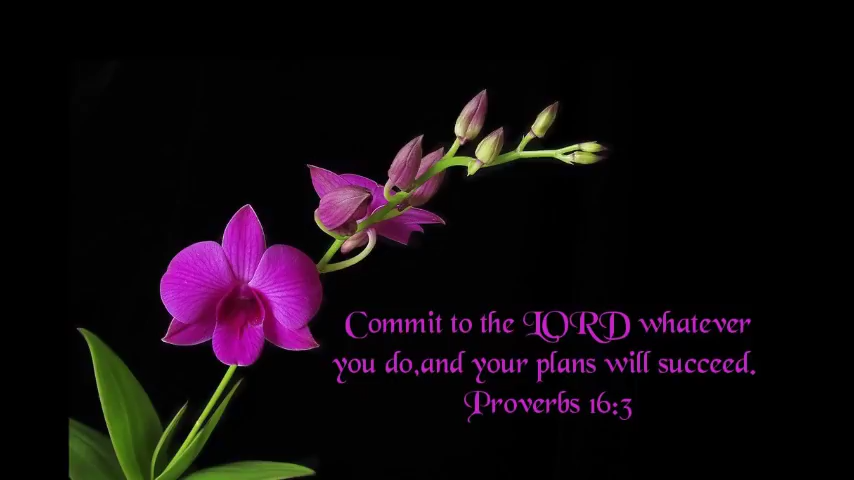 Commit to the LORD whatever
you do,and your plans will succeed.
Proverbs 16:3